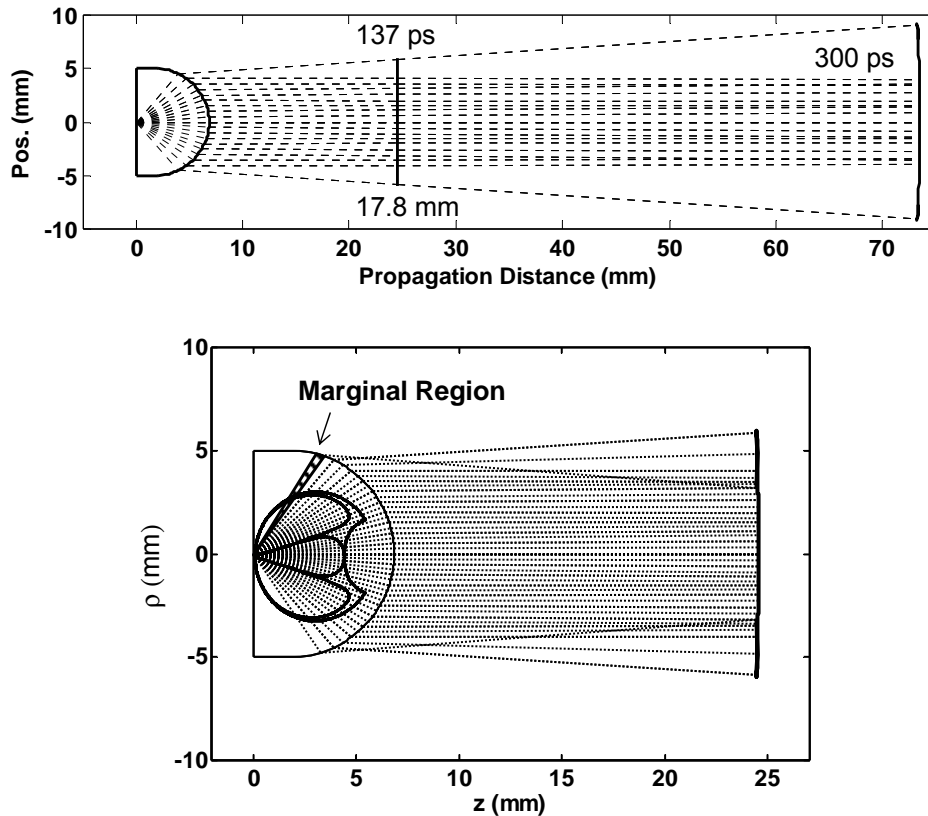 10
137 ps
300 ps
5
Pos. (mm)
0
-5
17.8 mm
-10
0 10 20 30 40 50 60 70
Propagation Distance (mm)
10
Marginal Region
5
ρ (mm)
0
-5
-10
0 5 10 15 20 25
z (mm)